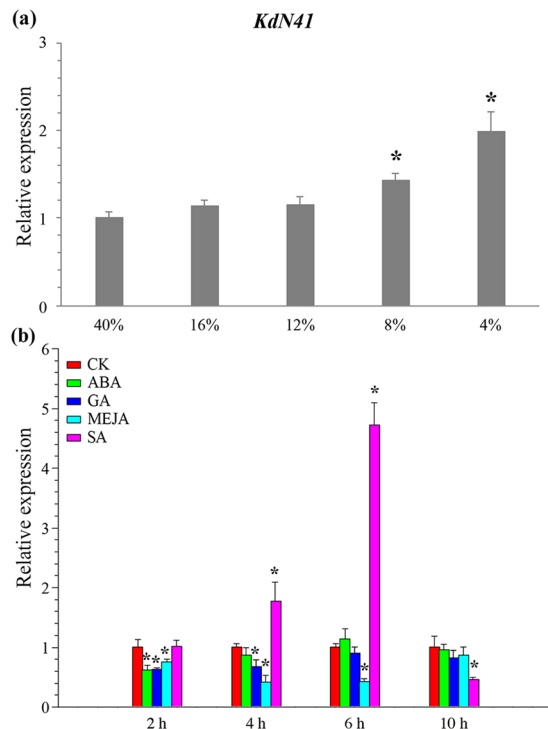 (a)
KdN41
Relative expression
3
2
1
0
*
*
40% 16% 12% 8% 4%
(b)
Relative expression
6
5
4
3
2
1
0
CK
ABA
GA
MEJA
SA
* * *
* * *
* *
*
2 h 4 h 6 h 10 h